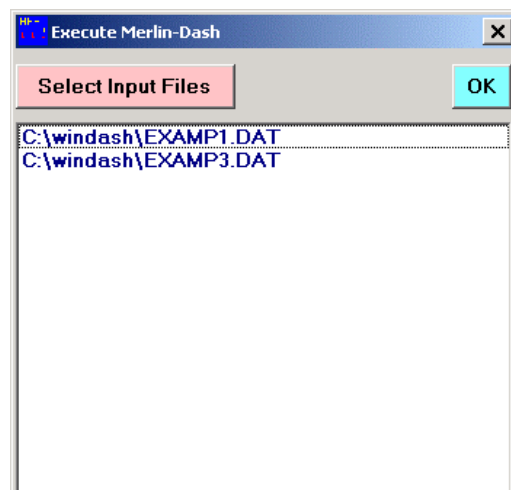 Execute Merlin-Dash
Select Input Files
OK
C:\windash\EXAMP1.DAT
C:\windash\EXAMP3.DAT